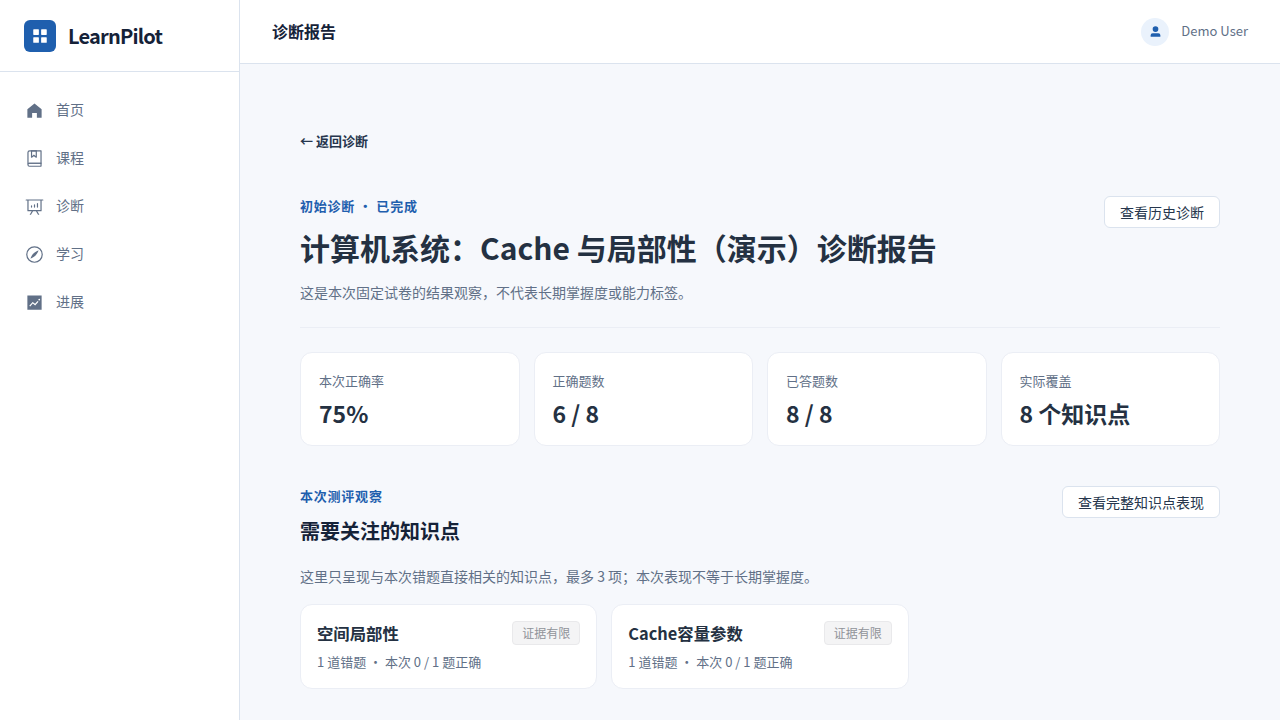 LearnPilot
诊断报告
Demo User
首页
课程
诊断
学习
进展
← 返回诊断
初始诊断 · 已完成
查看历史诊断
计算机系统：Cache 与局部性（演示）诊断报告
这是本次固定试卷的结果观察，不代表长期掌握度或能力标签。
本次正确率
75%
正确题数
6 / 8
已答题数
8 / 8
实际覆盖
8 个知识点
本次测评观察
查看完整知识点表现
需要关注的知识点
这里只呈现与本次错题直接相关的知识点，最多 3 项；本次表现不等于长期掌握度。
空间局部性
证据有限
1 道错题 · 本次 0 / 1 题正确
Cache容量参数
证据有限
1 道错题 · 本次 0 / 1 题正确